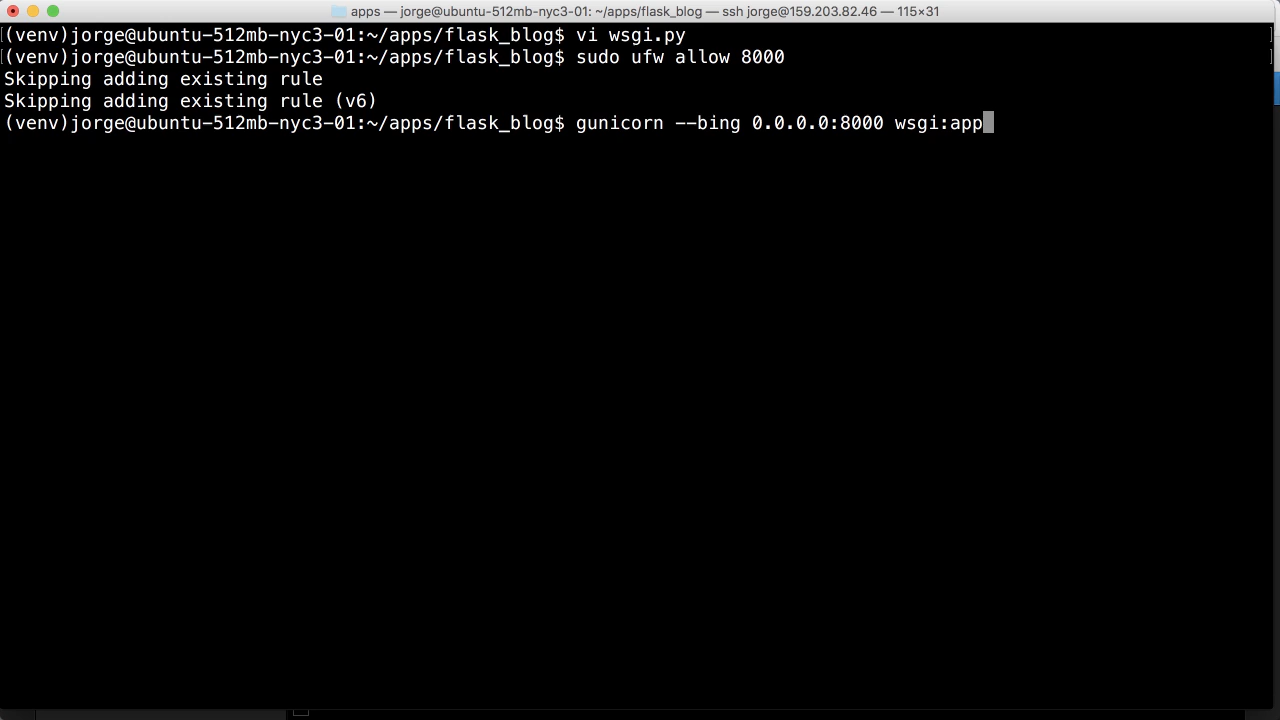 apps — jorge@ubuntu-512mb-nyc3-01: ~/apps/flask_blog — ssh jorge@159.203.82.46 — 115×31
[(venv)jorge@ubuntu-512mb-nyc3-01:~/apps/flask_blog$ vi wsgi.py ]
[(venv)jorge@ubuntu-512mb-nyc3-01:~/apps/flask_blog$ sudo ufw allow 8000 ]
Skipping adding existing rule
Skipping adding existing rule (v6)
(venv)jorge@ubuntu-512mb-nyc3-01:~/apps/flask_blog$ gunicorn --bing 0.0.0.0:8000 wsgi:app